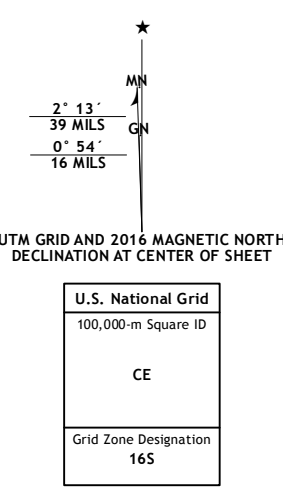 MN
2° 13´
39 MILS
GN
0° 54´
16 MILS
UTM GRID AND 2016 MAGNETIC NORTH
DECLINATION AT CENTER OF SHEET
U.S. National Grid
100,000-m Square ID
CE
Grid Zone Designation
16S